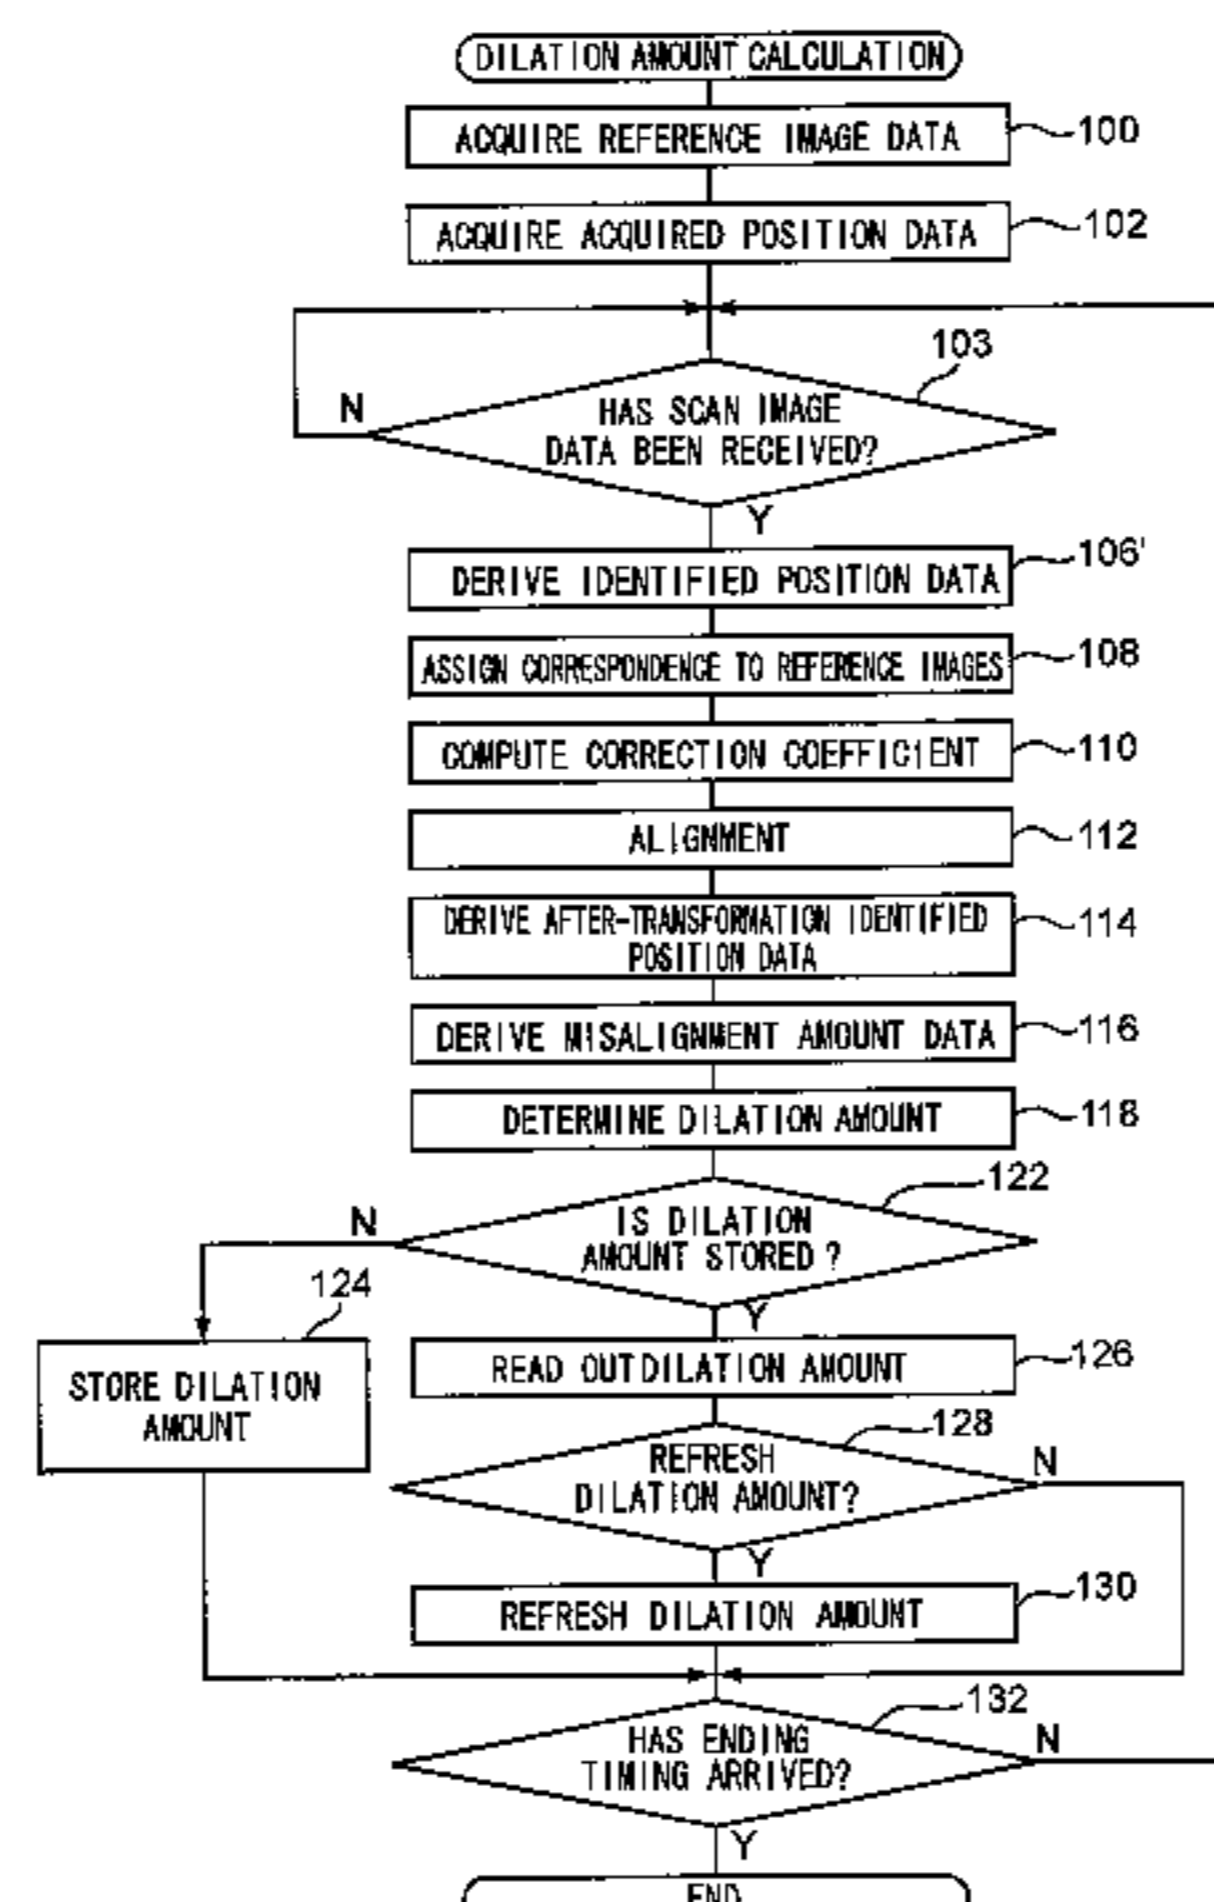 DILATION AMOUNT CALCULATION
ACQUIRE REFERENCE IMAGE DATA
100
ACQUIRE ACQUIRED POSITION DATA
102
103
N
HAS SCAN IMAGE
DATA BEEN RECEIVED?
Y
DERIVE IDENTIFIED POSITION DATA
106'
ASSIGN CORRESPONDENCE TO REFERENCE IMAGES
108
COMPUTE CORRECTION COEFFICIENT
110
ALIGNMENT
112
DERIVE AFTER-TRANSFORMATION IDENTIFIED
POSITION DATA
114
DERIVE MISALIGNMENT AMOUNT DATA
116
DETERMINE DILATION AMOUNT
118
122
N
IS DILATION
AMOUNT STORED ?
Y
124
STORE DILATION
AMOUNT
READ OUT DILATION AMOUNT
126
128
REFRESH
DILATION AMOUNT?
N
Y
REFRESH DILATION AMOUNT
130
132
HAS ENDING
TIMING ARRIVED?
N
Y
END